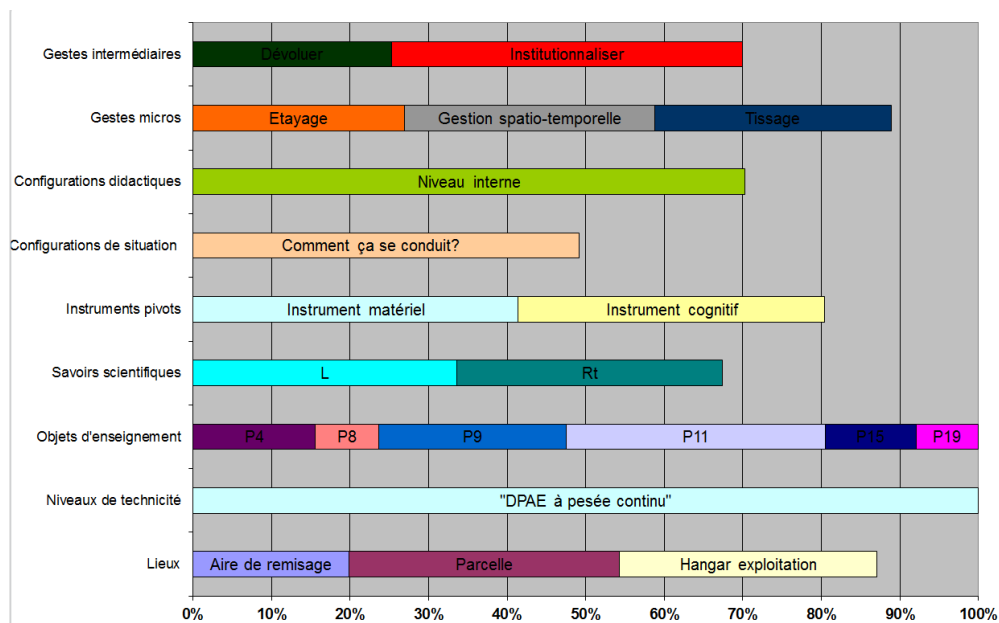 Gestes intermédiaires
Dévoluer
Institutionnaliser
Gestes micros
Etayage
Gestion spatio-temporelle
Tissage
Configurations didactiques
Niveau interne
Configurations de situation
Comment ça se conduit?
Instruments pivots
Instrument matériel
Instrument cognitif
Savoirs scientifiques
L
Rt
Objets d'enseignement
P4
P8
P9
P11
P15
P19
Niveaux de technicité
"DPAE à pesée continu"
Lieux
Aire de remisage
Parcelle
Hangar exploitation
0% 10% 20% 30% 40% 50% 60% 70% 80% 90% 100%